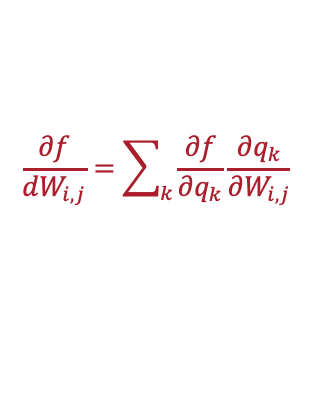 ∂f/dW_{i,j} = ∑_k ∂f/∂q_k ∂q_k/∂W_{i,j}